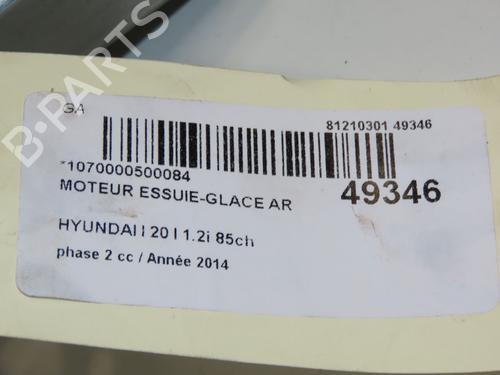 B-PARTS
GA
81210301 49346
*1070000500084
MOTEUR ESSUIE-GLACE AR
49346
HYUNDAI I 20 I 1.2i 85ch
phase 2 cc / Année 2014